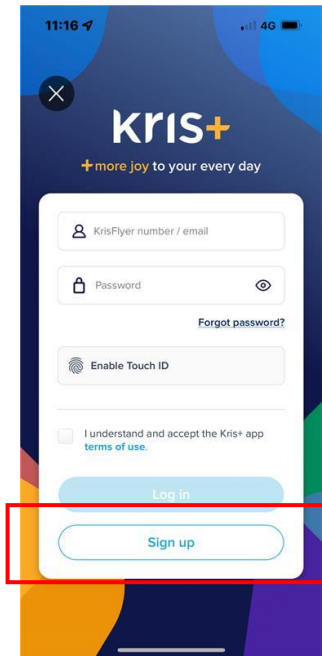 11:16
4G
Kris+
+more joy to your every day
KrisFlyer number / email
Password
Forgot password?
Enable Touch ID
I understand and accept the Kris+ app
terms of use.
Log in
Sign up